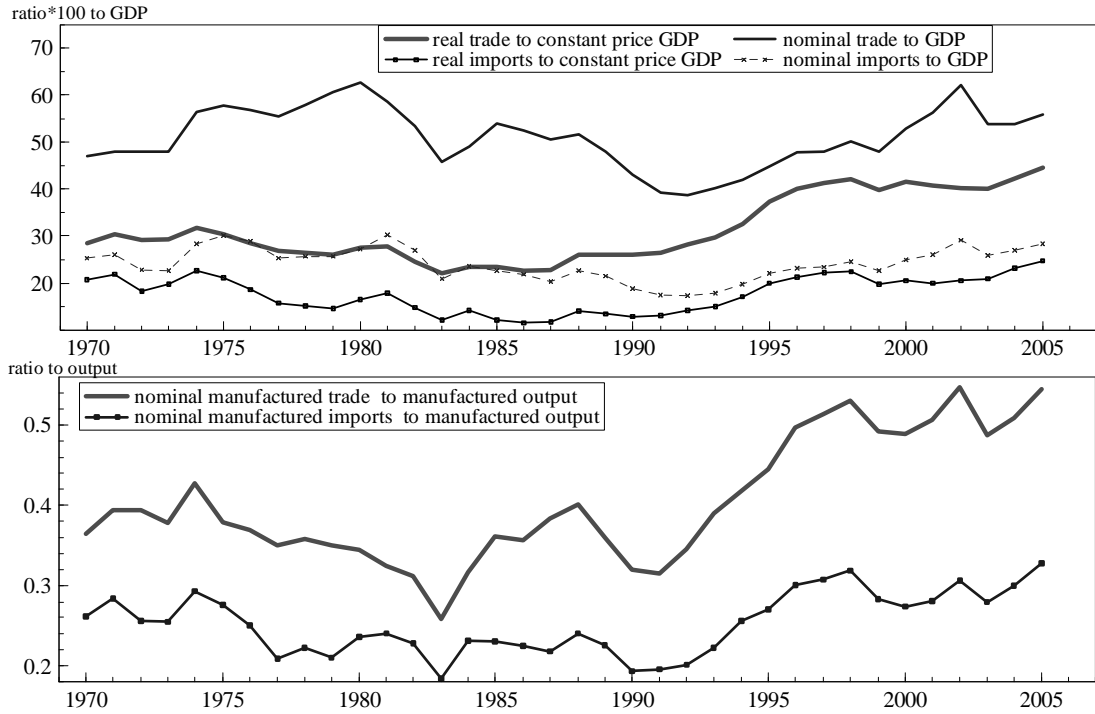 ratio*100 to GDP
70
60
50
40
30
20
real trade to constant price GDP
nominal trade to GDP
real imports to constant price GDP
nominal imports to GDP
1970 1975 1980 1985 1990 1995 2000 2005
ratio to output
nominal manufactured trade to manufactured output
nominal manufactured imports to manufactured output
0.5
0.4
0.3
0.2
1970 1975 1980 1985 1990 1995 2000 2005